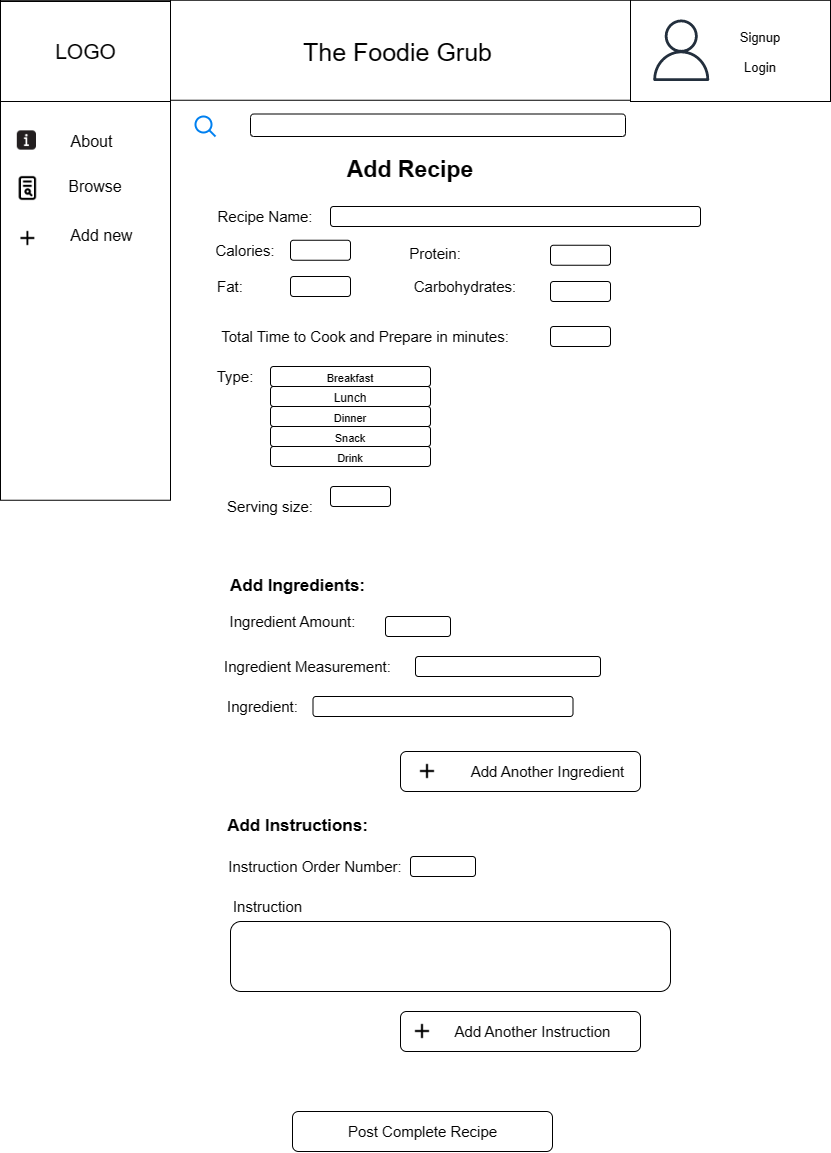 LOGO
The Foodie Grub
Signup
Login
About
Browse
Add new
Add Recipe
Recipe Name:
Calories:
Protein:
Fat:
Carbohydrates:
Total Time to Cook and Prepare in minutes:
Type:
Breakfast
Lunch
Dinner
Snack
Drink
Serving size:
Add Ingredients:
Ingredient Amount:
Ingredient Measurement:
Ingredient:
Add Another Ingredient
Add Instructions:
Instruction Order Number:
Instruction
Add Another Instruction
Post Complete Recipe